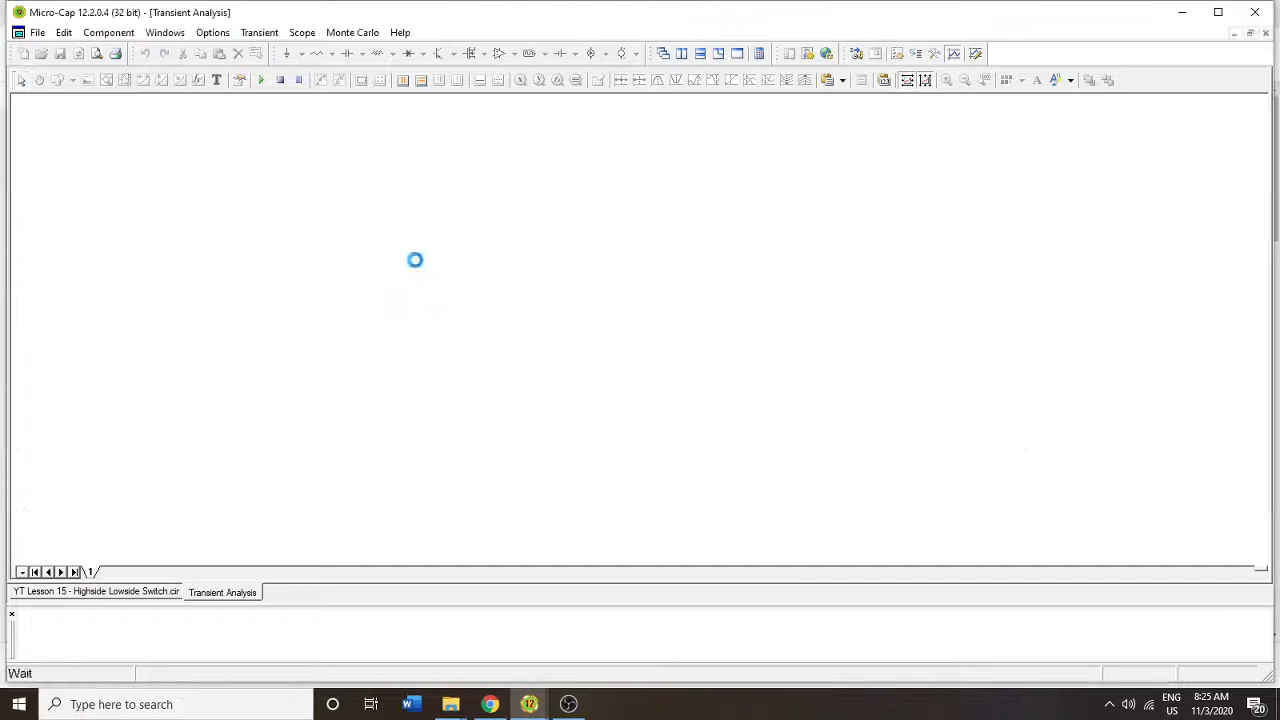 Micro-Cap 12.2.0.4 (32 bit) - [Transient Analysis]
File Edit Component Windows Options Transient Scope Monte Carlo Help
1
YT Lesson 15 - Highside Lowside Switch.cir Transient Analysis
Wait
Type here to search
ENG
US
8:25 AM
11/3/2020
20